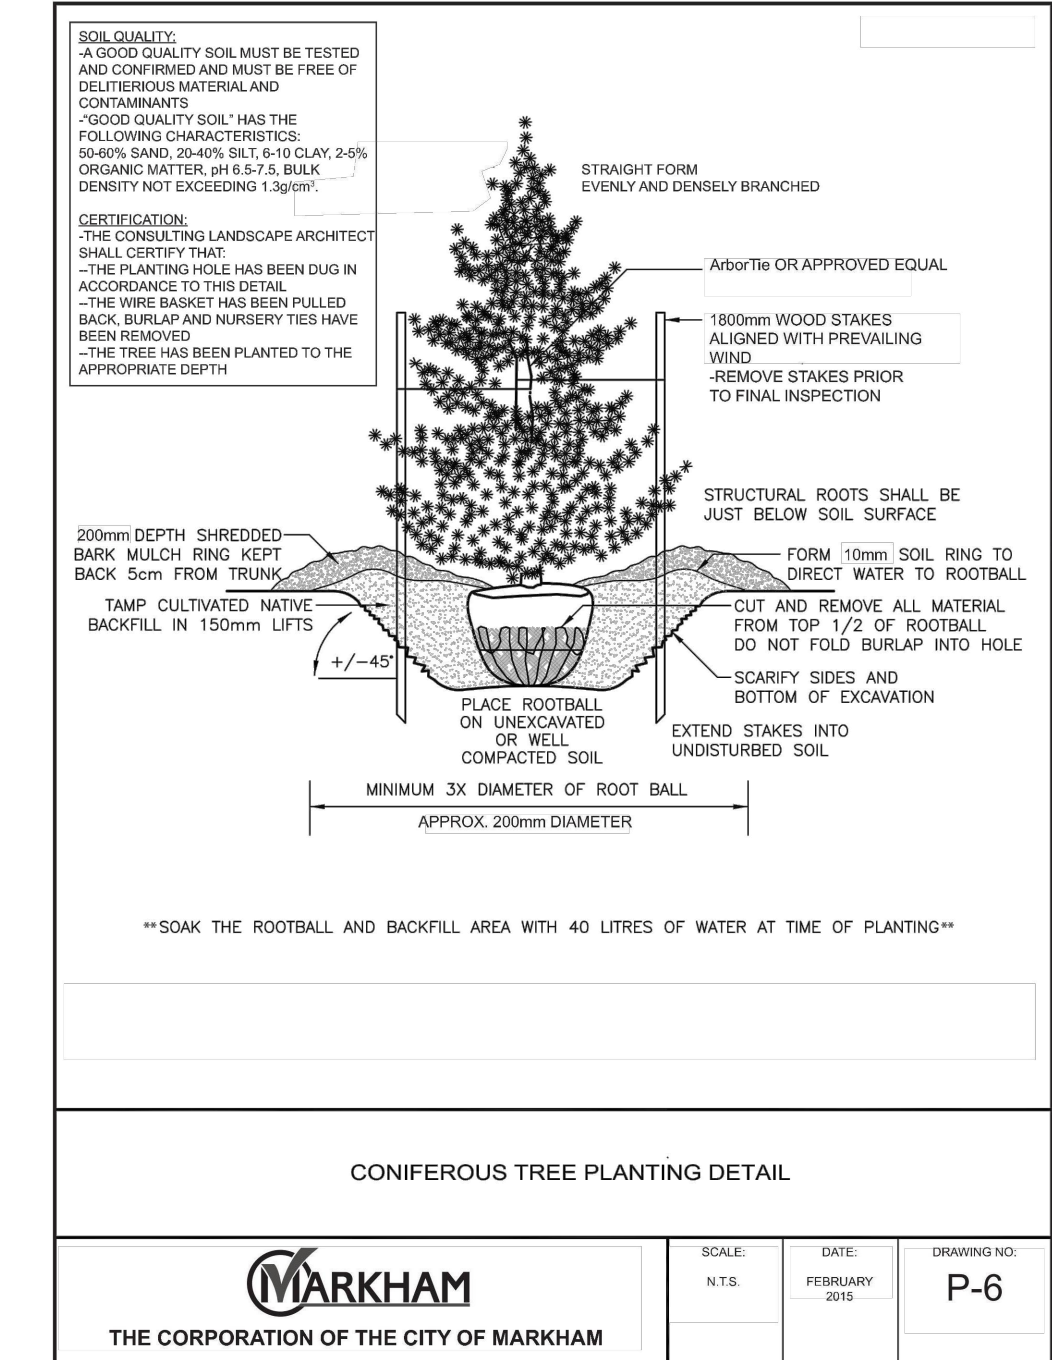 SOIL QUALITY:
-A GOOD QUALITY SOIL MUST BE TESTED
AND CONFIRMED AND MUST BE FREE OF
DELITIERIOUS MATERIAL AND
CONTAMINANTS
-"GOOD QUALITY SOIL" HAS THE
FOLLOWING CHARACTERISTICS:
50-60% SAND, 20-40% SILT, 6-10 CLAY, 2-5%
ORGANIC MATTER, pH 6.5-7.5, BULK
DENSITY NOT EXCEEDING 1.3g/cm³.
CERTIFICATION:
-THE CONSULTING LANDSCAPE ARCHITECT
SHALL CERTIFY THAT:
--THE PLANTING HOLE HAS BEEN DUG IN
ACCORDANCE TO THIS DETAIL
--THE WIRE BASKET HAS BEEN PULLED
BACK, BURLAP AND NURSERY TIES HAVE
BEEN REMOVED
--THE TREE HAS BEEN PLANTED TO THE
APPROPRIATE DEPTH
STRAIGHT FORM
EVENLY AND DENSELY BRANCHED
ArborTie OR APPROVED EQUAL
1800mm WOOD STAKES
ALIGNED WITH PREVAILING
WIND
-REMOVE STAKES PRIOR
TO FINAL INSPECTION
STRUCTURAL ROOTS SHALL BE
JUST BELOW SOIL SURFACE
200mm DEPTH SHREDDED
BARK MULCH RING KEPT
BACK 5cm FROM TRUNK
FORM 10mm SOIL RING TO
DIRECT WATER TO ROOTBALL
TAMP CULTIVATED NATIVE
BACKFILL IN 150mm LIFTS
CUT AND REMOVE ALL MATERIAL
FROM TOP 1/2 OF ROOTBALL
DO NOT FOLD BURLAP INTO HOLE
+/-45°
SCARIFY SIDES AND
BOTTOM OF EXCAVATION
PLACE ROOTBALL
ON UNEXCAVATED
OR WELL
COMPACTED SOIL
EXTEND STAKES INTO
UNDISTURBED SOIL
MINIMUM 3X DIAMETER OF ROOT BALL
APPROX. 200mm DIAMETER
**SOAK THE ROOTBALL AND BACKFILL AREA WITH 40 LITRES OF WATER AT TIME OF PLANTING**
CONIFEROUS TREE PLANTING DETAIL
MARKHAM
THE CORPORATION OF THE CITY OF MARKHAM
SCALE:
N.T.S.
DATE:
FEBRUARY
2015
DRAWING NO:
P-6